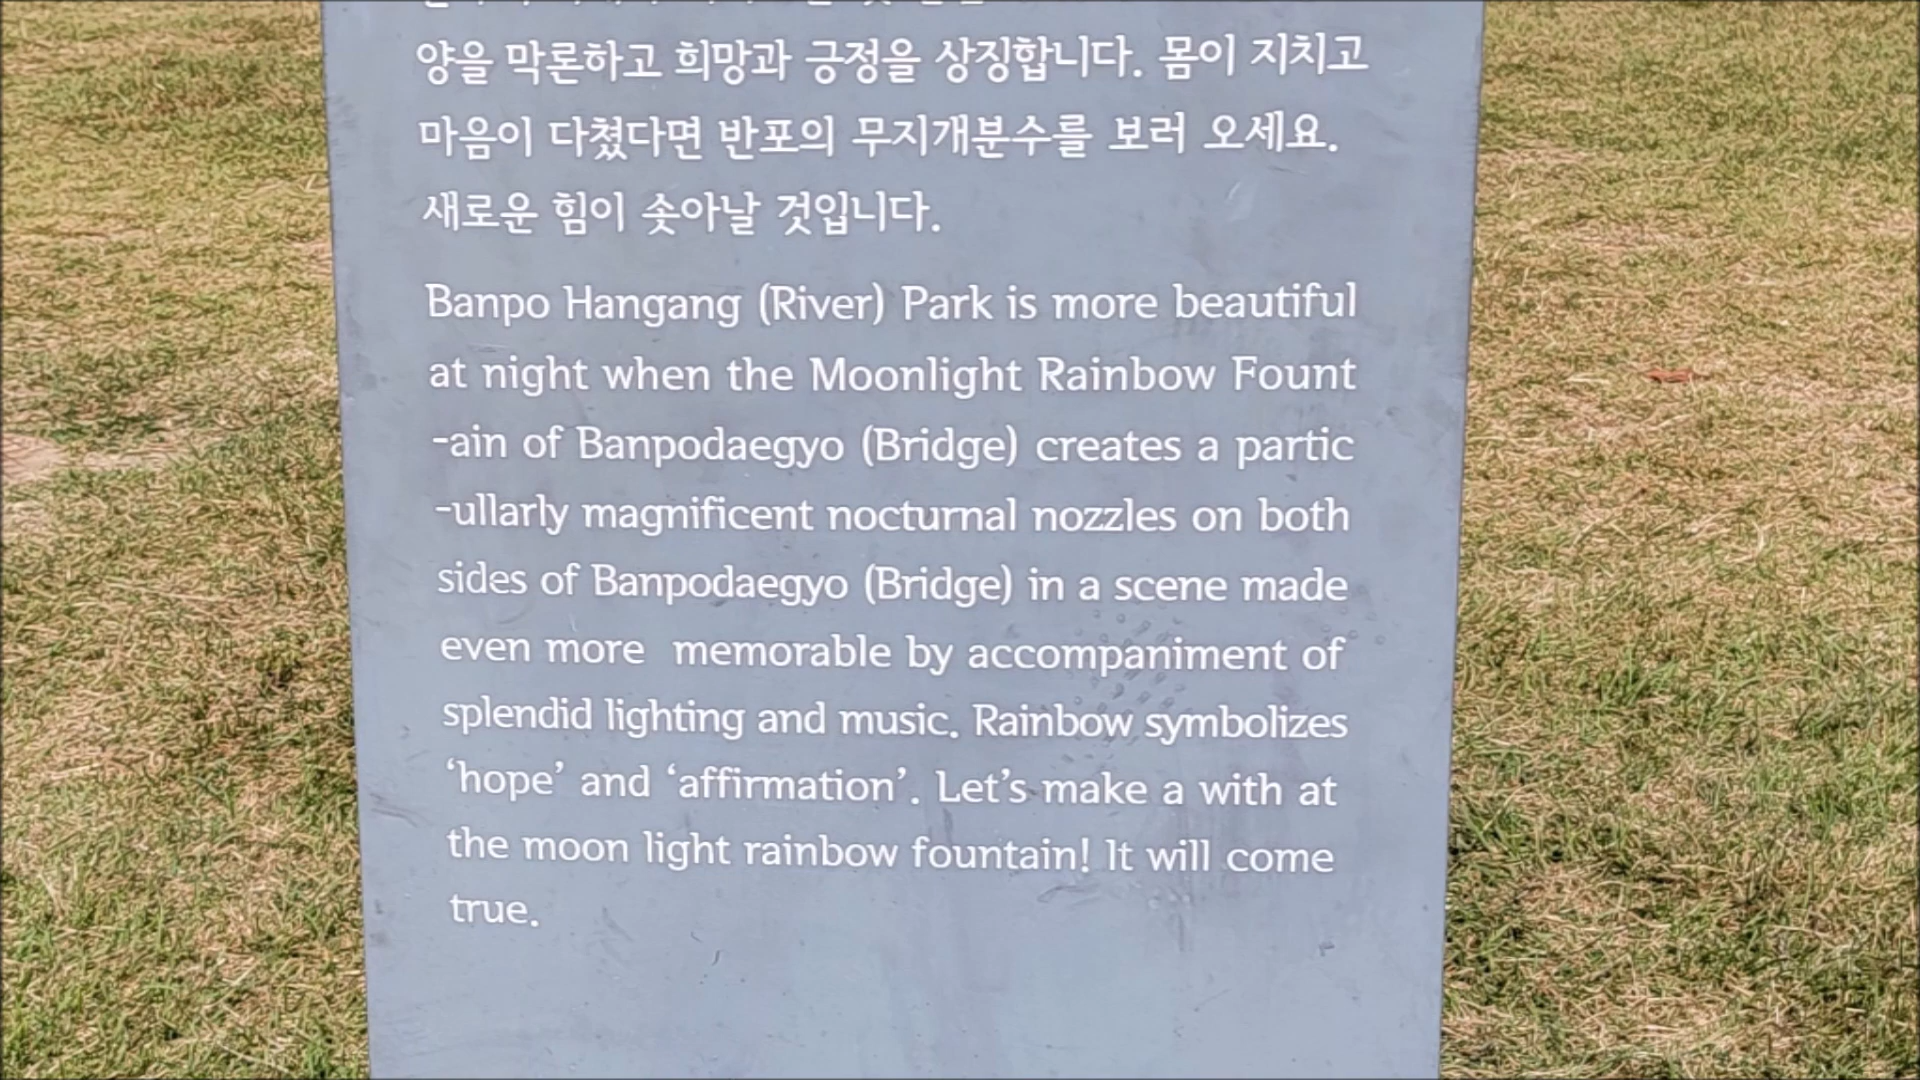 양을 막론하고 희망과 긍정을 상징합니다. 몸이 지치고
마음이 다쳤다면 반포의 무지개분수를 보러 오세요.
새로운 힘이 솟아날 것입니다.
Banpo Hangang (River) Park is more beautiful
at night when the Moonlight Rainbow Fount
-ain of Banpodaegyo (Bridge) creates a partic
-ullarly magnificent nocturnal nozzles on both
sides of Banpodaegyo (Bridge) in a scene made
even more memorable by accompaniment of
splendid lighting and music. Rainbow symbolizes
‘hope’ and ‘affirmation’. Let’s make a with at
the moon light rainbow fountain! It will come
true.